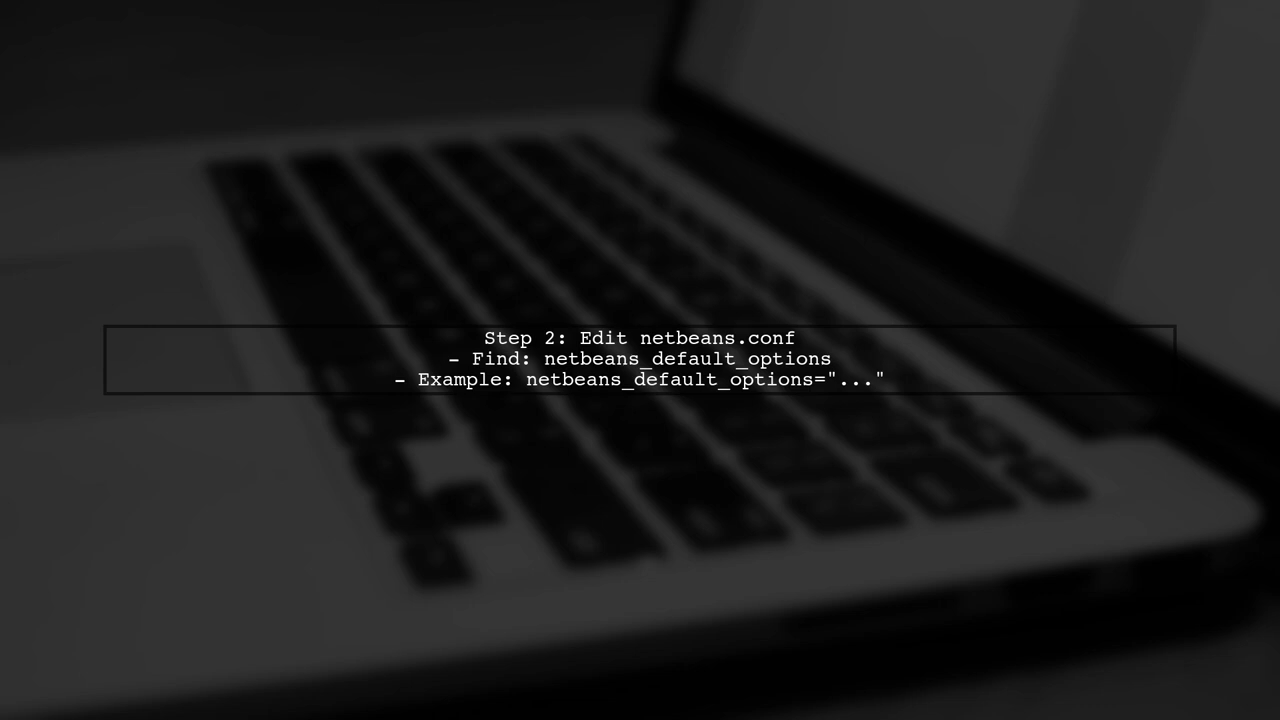 Step 2: Edit netbeans.conf
- Find: netbeans_default_options
- Example: netbeans_default_options="..."